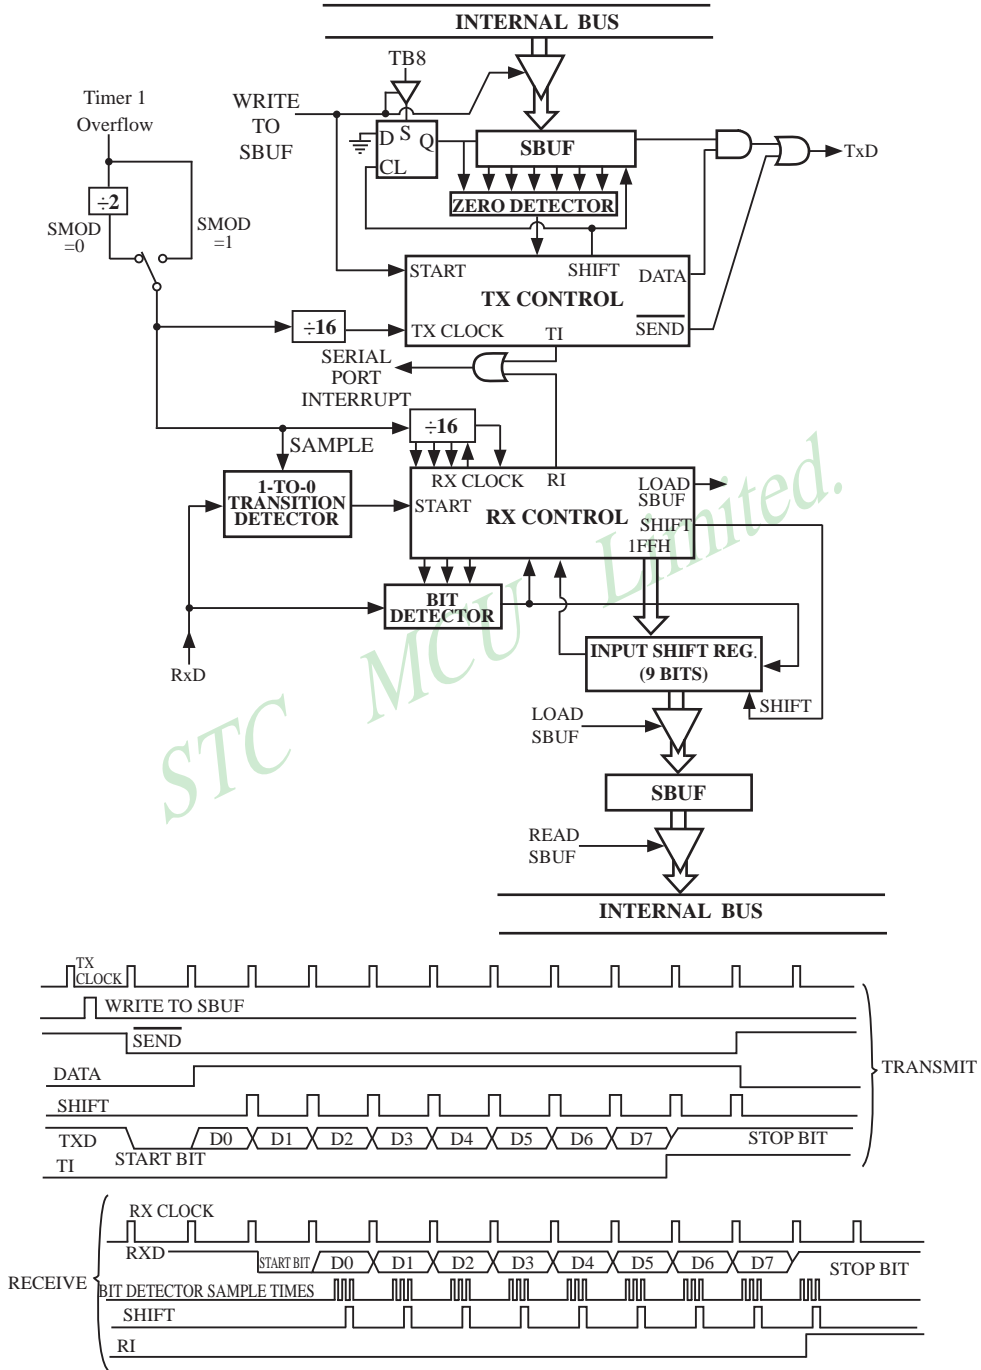 INTERNAL BUS
TB8
Timer 1
Overflow
WRITE
TO
SBUF
D
S
Q
CL
SBUF
TxD
÷2
ZERO DETECTOR
SMOD
=0
SMOD
=1
START
SHIFT
DATA
TX CONTROL
÷16
TX CLOCK
TI
SEND
SERIAL
PORT
INTERRUPT
÷16
SAMPLE
1-TO-0
TRANSITION
DETECTOR
RX CLOCK
RI
LOAD
SBUF
START
RX CONTROL
SHIFT
1FFH
BIT
DETECTOR
RxD
INPUT SHIFT REG.
(9 BITS)
SHIFT
LOAD
SBUF
SBUF
READ
SBUF
INTERNAL BUS
STC MCU Limited.
TX
CLOCK
WRITE TO SBUF
SEND
DATA
TRANSMIT
SHIFT
TXD
START BIT
D0 D1 D2 D3 D4 D5 D6 D7
STOP BIT
TI
RX CLOCK
RXD
START BIT
D0 D1 D2 D3 D4 D5 D6 D7
STOP BIT
RECEIVE
BIT DETECTOR SAMPLE TIMES
SHIFT
RI